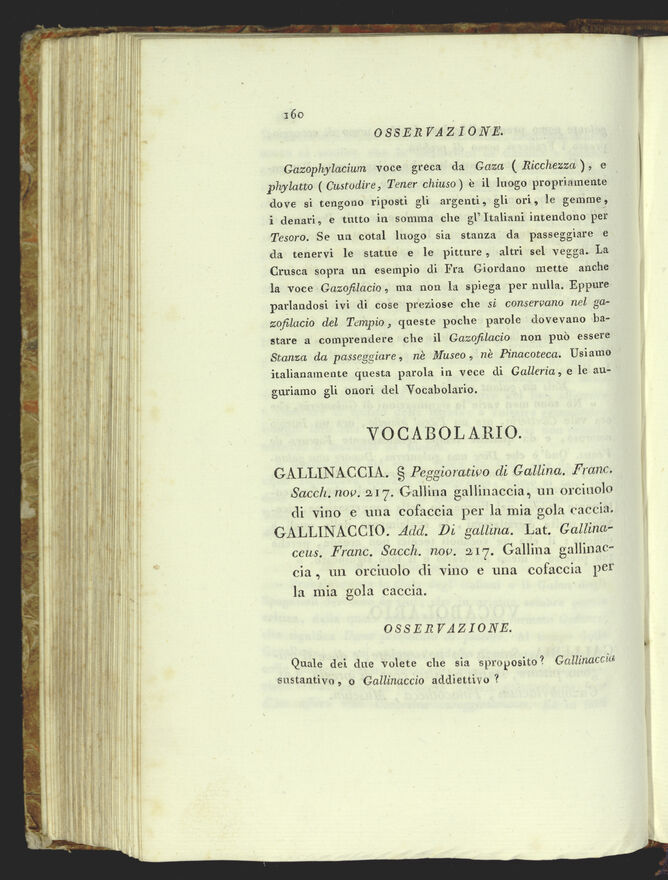 160
OSSERVAZIONE.
Gazophylacium voce greca da Gaza ( Ricchezza ), e
phylatto ( Custodire, Tener chiuso ) è il luogo propriamente
dove si tengono riposti gli argenti, gli ori, le gemme,
i denari, e tutto in somma che gl' Italiani intendono per
Tesoro. Se un cotal luogo sia stanza da passeggiare e
da tenervi le statue e le pitture, altri sel vegga. La
Crusca sopra un esempio di Fra Giordano mette anche
la voce Gazofilacio, ma non la spiega per nulla. Eppure
parlandosi ivi di cose preziose che si conservano nel ga-
zofilacio del Tempio, queste poche parole dovevano ba-
stare a comprendere che il Gazofilacio non può essere
Stanza da passeggiare, nè Museo, nè Pinacoteca. Usiamo
italianamente questa parola in vece di Galleria, e le au-
guriamo gli onori del Vocabolario.
VOCABOLARIO.
GALLINACCIA. § Peggiorativo di Gallina. Franc.
Sacch. nov. 217. Gallina gallinaccia, un orciuolo
di vino e una cofaccia per la mia gola caccia.
GALLINACCIO. Add. Di gallina. Lat. Gallina-
ceus. Franc. Sacch. nov. 217. Gallina gallinac-
cia, un orciuolo di vino e una cofaccia per
la mia gola caccia.
OSSERVAZIONE.
Quale dei due volete che sia sproposito? Gallinaccia
sustantivo, o Gallinaccio addiettivo ?